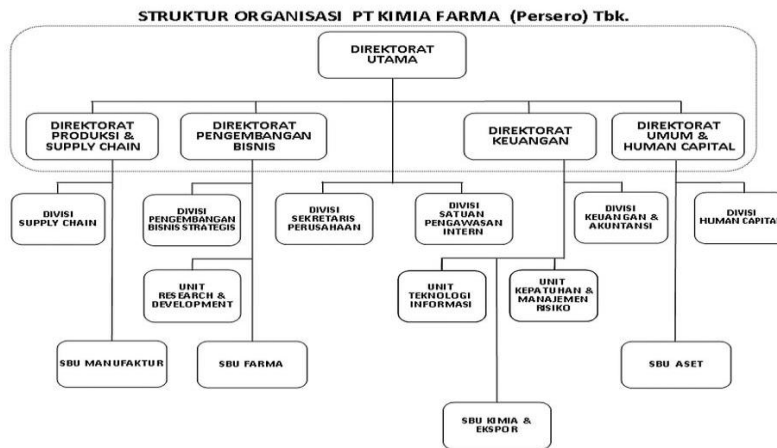 STRUKTUR ORGANISASI PT KIMIA FARMA (Persero) Tbk.
DIREKTORAT
UTAMA
DIREKTORAT
PRODUKSI &
SUPPLY CHAIN
DIREKTORAT
PENGEMBANGAN
BISNIS
DIREKTORAT
KEUANGAN
DIREKTORAT
UMUM &
HUMAN CAPITAL
DIVISI
SUPPLY CHAIN
DIVISI
PENGEMBANGAN
BISNIS STRATEGIS
DIVISI
SEKRETARIS
PERUSAHAAN
DIVISI
SATUAN
PENGAWASAN
INTERN
DIVISI
KEUANGAN &
AKUNTANSI
DIVISI
HUMAN CAPITAL
UNIT
RESEARCH &
DEVELOPMENT
UNIT
TEKNOLOGI
INFORMASI
UNIT
KEPATUHAN &
MANAJEMEN
RISIKO
SBU MANUFAKTUR
SBU FARMA
SBU ASET
SBU KIMIA &
EKSPOR